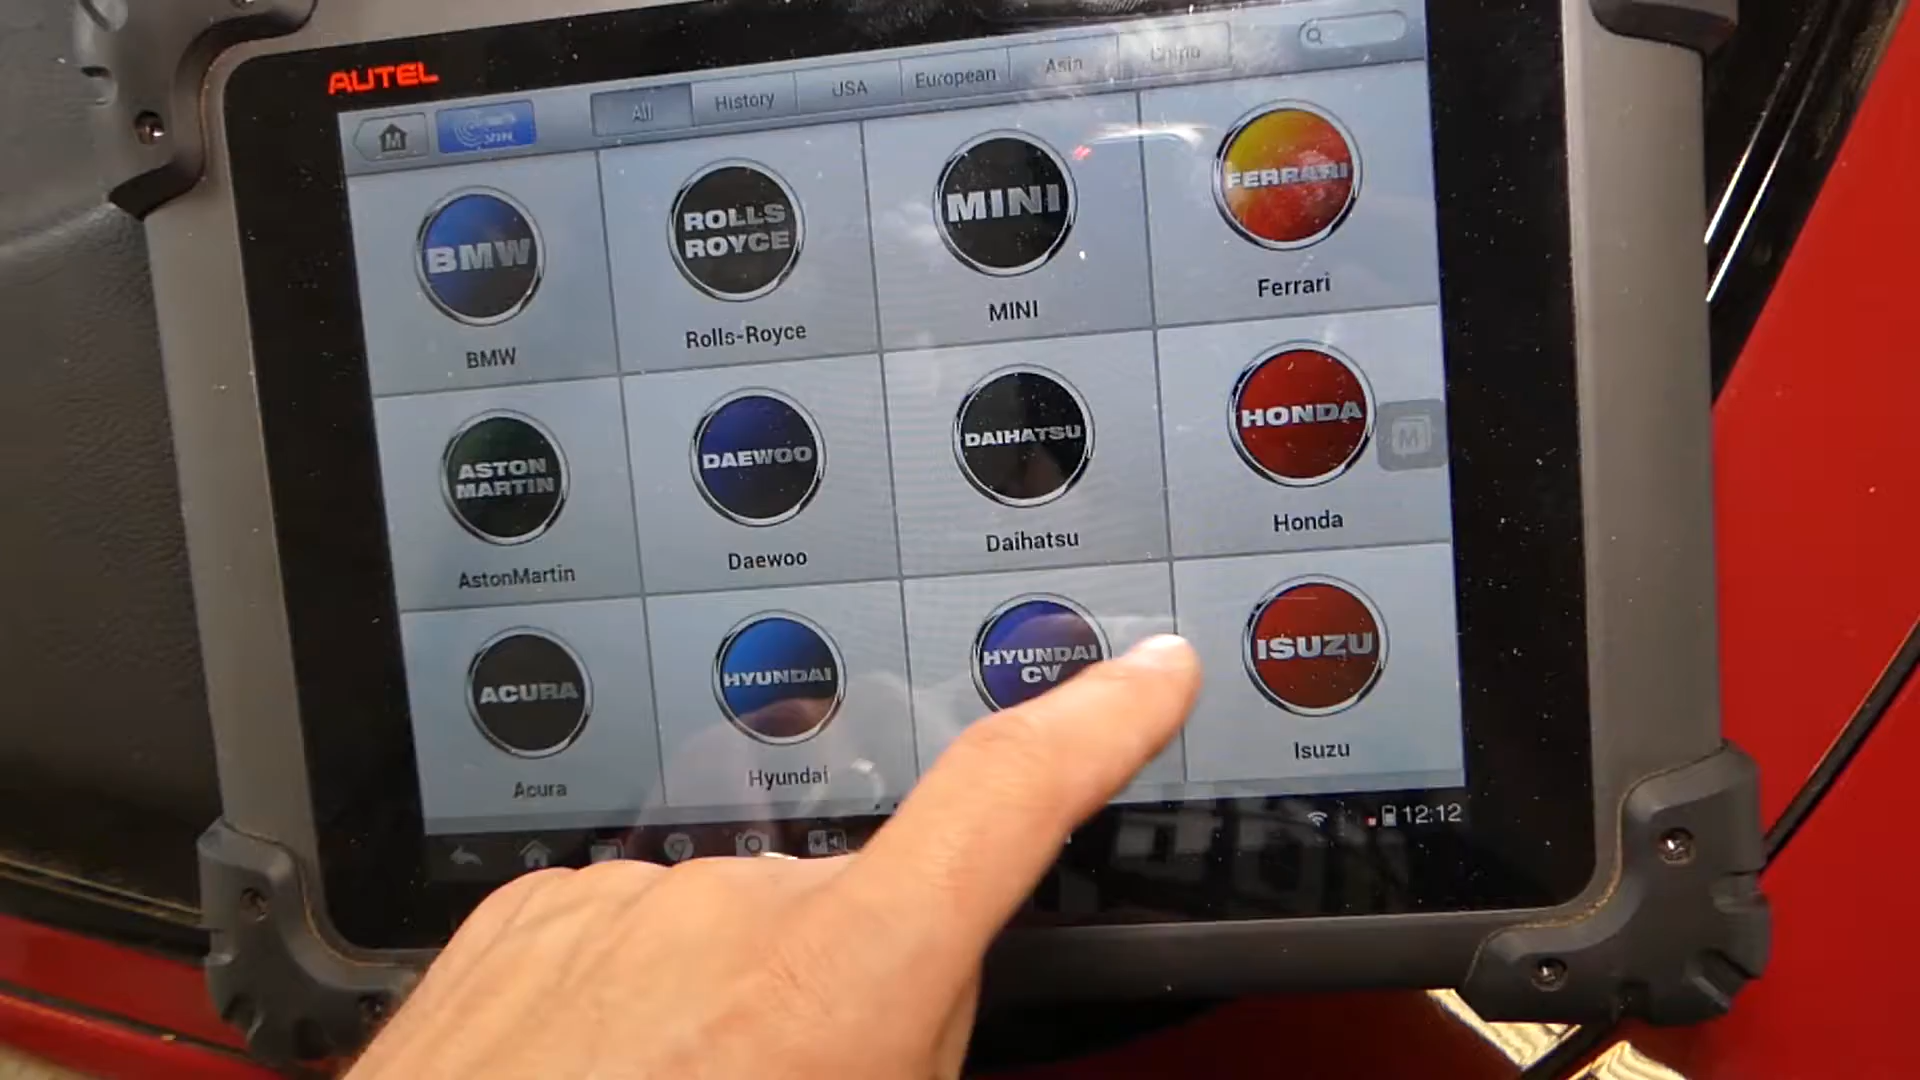 AUTEL
All
History
USA
European
Asia
China
BMW
ROLLS
ROYCE
MINI
FERRARI
BMW
Rolls-Royce
MINI
Ferrari
ASTON
MARTIN
DAEWOO
DAIHATSU
HONDA
M
AstonMartin
Daewoo
Daihatsu
Honda
ACURA
HYUNDAI
HYUNDAI
CV
ISUZU
Acura
Hyundai
Isuzu
12:12